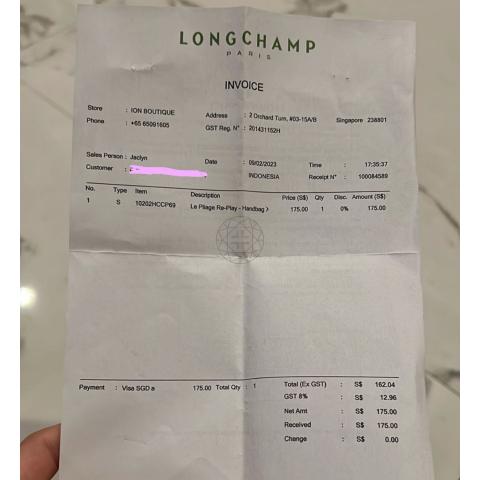 LONGCHAMP
PARIS
INVOICE
Store : ION BOUTIQUE Address : 2 Orchard Turn, #03-15A/B Singapore 238801
Phone : +65 65091605 GST Reg. N° : 201431152H
Sales Person : Jaclyn Date : 09/02/2023 Time : 17:35:37
Customer : INDONESIA Receipt N° : 100084589
No. Type Item Description Price (S$) Qty Disc. Amount (S$)
1 S 10202HCCP69 Le Pliage Re-Play - Handbag 175.00 1 0% 175.00
Payment : Visa SGD a 175.00 Total Qty : 1 Total (Ex GST) : S$ 162.04
GST 8% : S$ 12.96
Net Amt : S$ 175.00
Received : S$ 175.00
Change : S$ 0.00